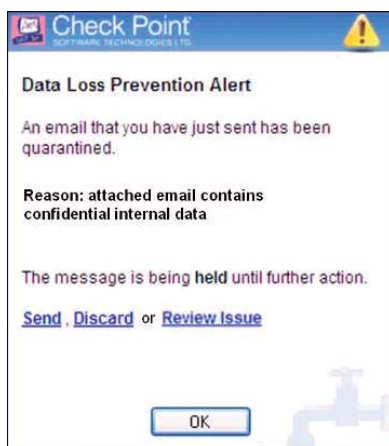 Check Point
SOFTWARE TECHNOLOGIES LTD.
Data Loss Prevention Alert
An email that you have just sent has been
quarantined.
Reason: attached email contains
confidential internal data
The message is being held until further action.
Send , Discard or Review Issue
OK